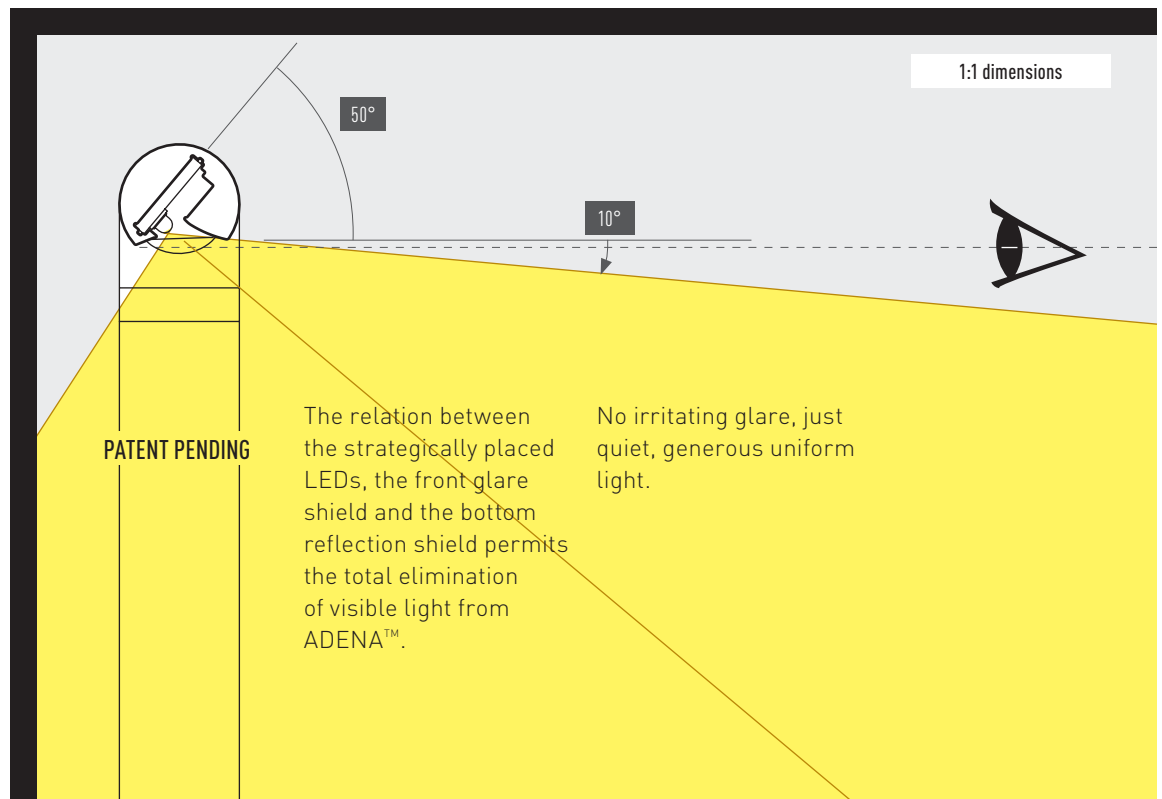 1:1 dimensions
50°
10°
PATENT PENDING
The relation between
the strategically placed
LEDs, the front glare
shield and the bottom
reflection shield permits
the total elimination
of visible light from
ADENA™.
No irritating glare, just
quiet, generous uniform
light.